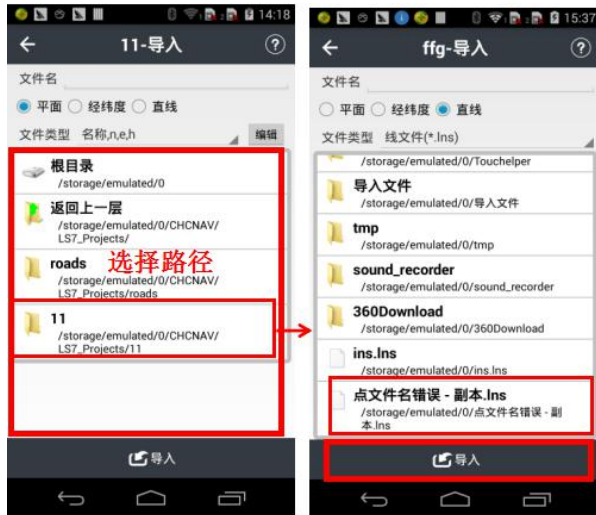 14:18
11-导入
?
文件名
平面 经纬度 直线
文件类型 名称,n,e,h 编辑
根目录
/storage/emulated/0
返回上一层
/storage/emulated/0/CHCNAV/
LS7_Projects/
roads 选择路径
/storage/emulated/0/CHCNAV/
LS7_Projects/roads
11
/storage/emulated/0/CHCNAV/
LS7_Projects/11
导入
15:37
ffg-导入
?
文件名
平面 经纬度 直线
文件类型 线文件(*.lns)
/storage/emulated/0/Touchelper
导入文件
/storage/emulated/0/导入文件
tmp
/storage/emulated/0/tmp
sound_recorder
/storage/emulated/0/sound_recorder
360Download
/storage/emulated/0/360Download
ins.lns
/storage/emulated/0/ins.lns
点文件名错误 - 副本.lns
/storage/emulated/0/点文件名错误 - 副
本.lns
导入